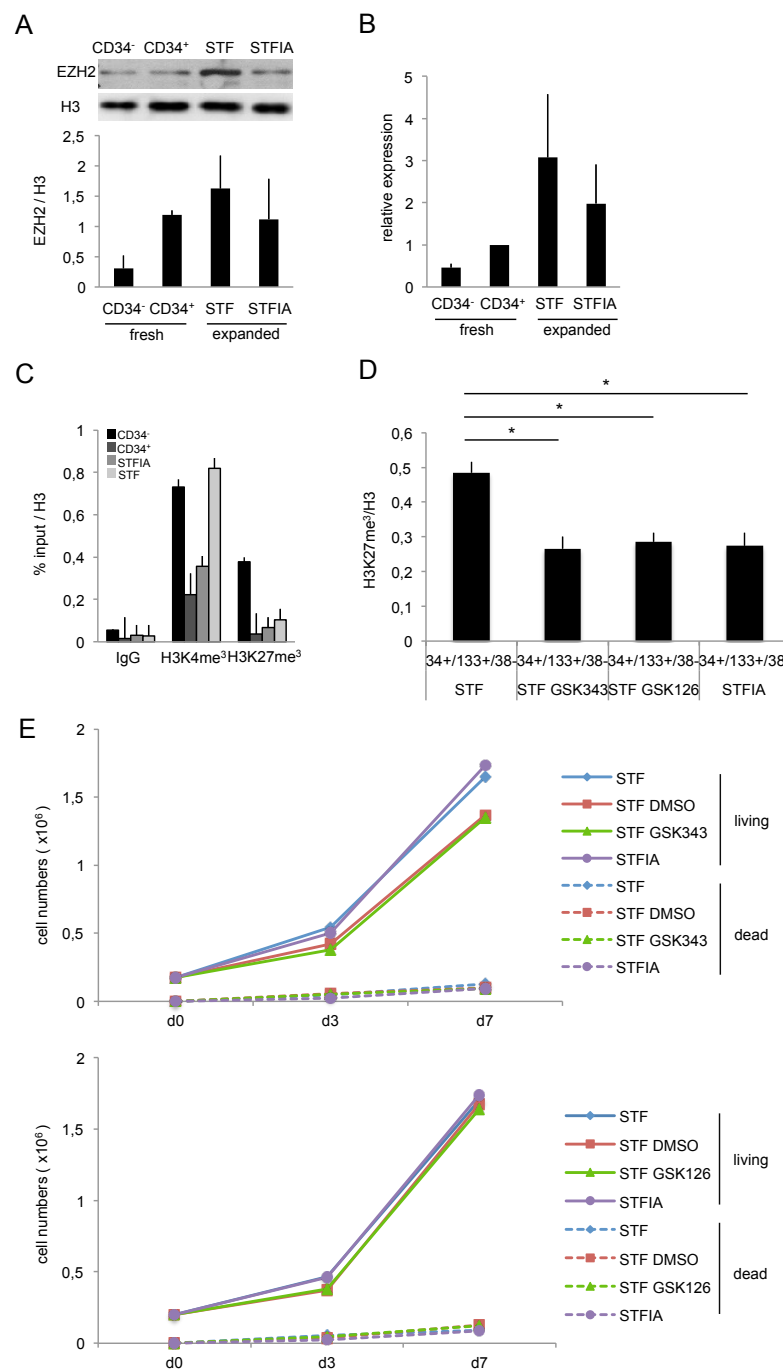 A
CD34- CD34+ STF STFIA
EZH2
H3
2,5
2
1,5
1
0,5
0
EZH2 / H3
CD34- CD34+ STF STFIA
fresh expanded
B
5
4
3
2
1
0
relative expression
CD34- CD34+ STF STFIA
fresh expanded
C
CD34-
CD34+
STFIA
STF
1
0,8
0,6
0,4
0,2
0
% input / H3
IgG H3K4me³ H3K27me³
D
*
*
*
0,6
0,5
0,4
0,3
0,2
0,1
0
H3K27me³/H3
34+/133+/38- 34+/133+/38- 34+/133+/38- 34+/133+/38-
STF STF GSK343 STF GSK126 STFIA
E
2
1,5
1
0,5
0
cell numbers ( x10⁶)
d0 d3 d7
STF
STF DMSO
STF GSK343
STFIA
living
STF
STF DMSO
STF GSK343
STFIA
dead
2
1,5
1
0,5
0
cell numbers ( x10⁶)
d0 d3 d7
STF
STF DMSO
STF GSK126
STFIA
living
STF
STF DMSO
STF GSK126
STFIA
dead